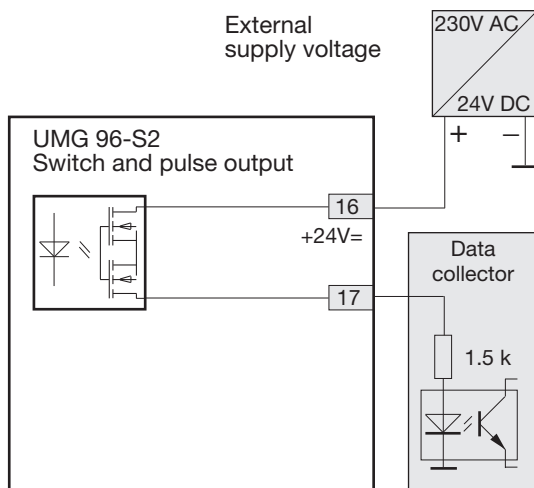 External
supply voltage
230V AC
24V DC
+ −
UMG 96-S2
Switch and pulse output
16
+24V=
17
Data
collector
1.5 k